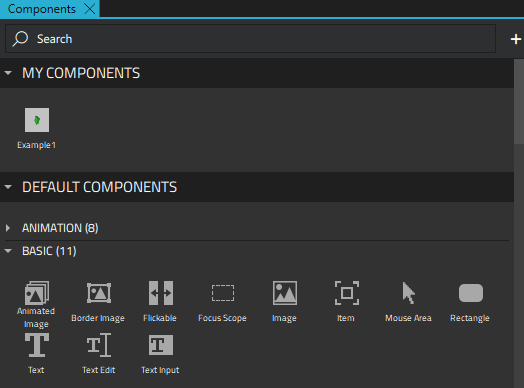 Components
Search
MY COMPONENTS
Example1
DEFAULT COMPONENTS
ANIMATION (8)
BASIC (11)
Animated Image
Border Image
Flickable
Focus Scope
Image
Item
Mouse Area
Rectangle
Text
Text Edit
Text Input